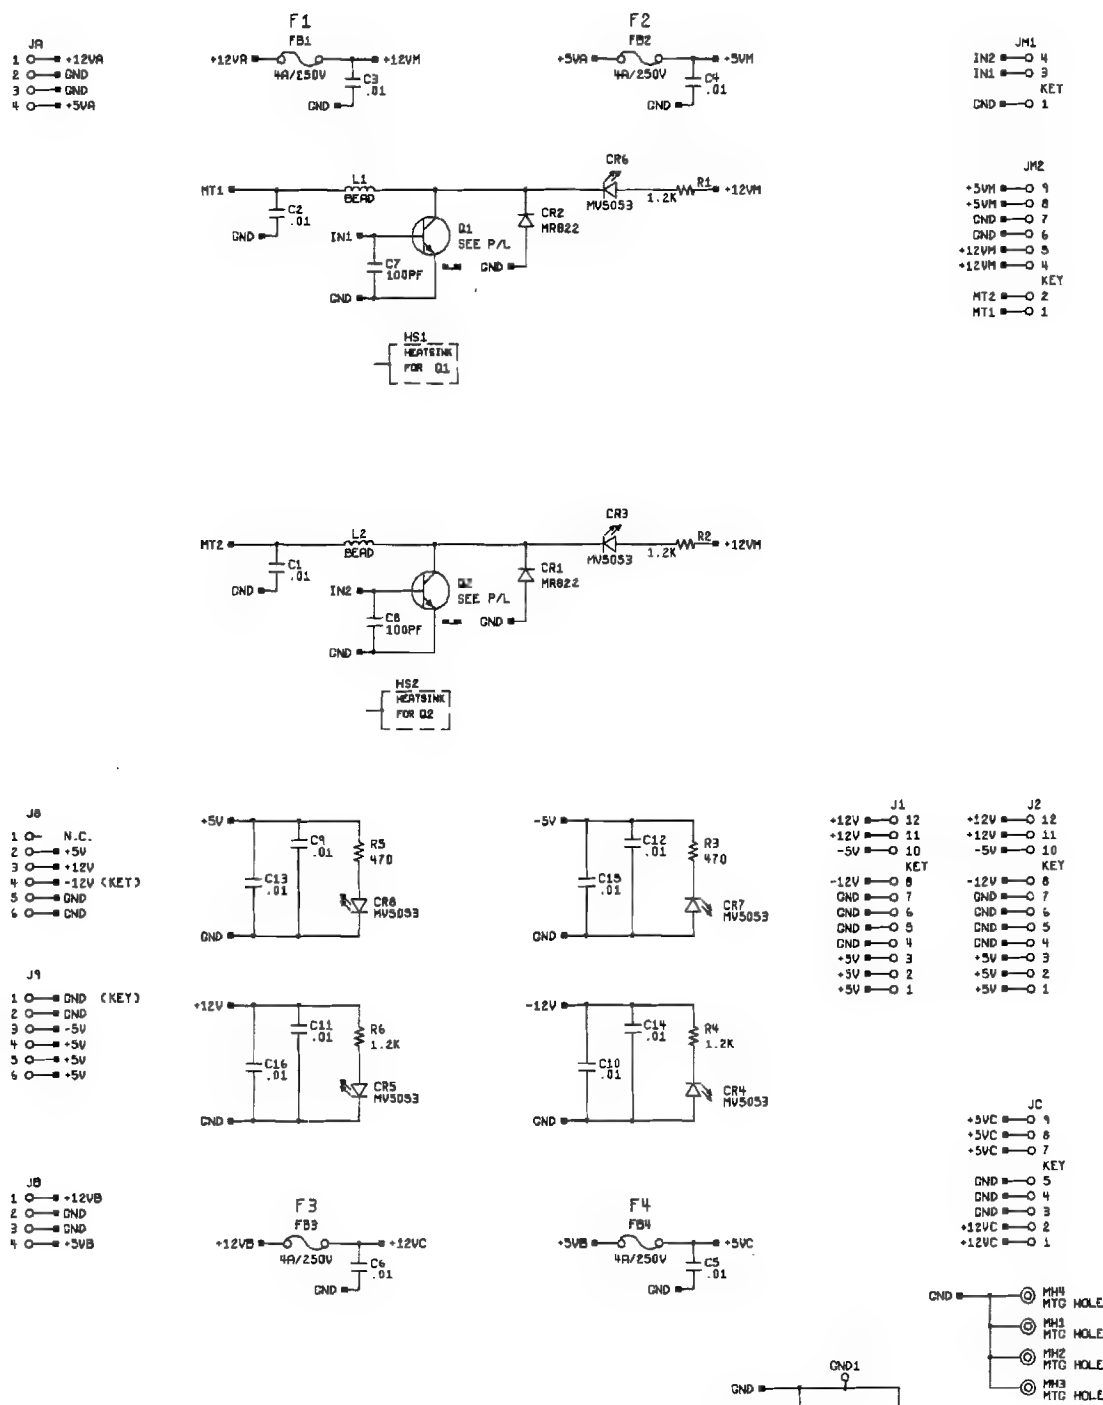 F1
FB1
+12VA
+12VM
4A/250V
C3
.01
GND
F2
FB2
+5VA
+5VM
4A/250V
C4
.01
GND
JA
1 +12VA
2 GND
3 GND
4 +5VA
JM1
IN2 4
IN1 3
KEY
GND 1
JM2
+5VM 9
+5VM 8
GND 7
GND 6
+12VM 5
+12VM 4
KEY
MT2 2
MT1 1
MT1
L1
BEAD
C2
.01
GND
IN1
C7
100PF
GND
Q1
SEE P/L
GND
CR2
MR822
CR6
MV5053
R1
1.2K
+12VM
HS1
HEATSINK
FOR Q1
MT2
L2
BEAD
C1
.01
GND
IN2
C8
100PF
GND
Q2
SEE P/L
GND
CR1
MR822
CR3
MV5053
R2
1.2K
+12VM
HS2
HEATSINK
FOR Q2
J8
1 N.C.
2 +5V
3 +12V
4 -12V (KEY)
5 GND
6 GND
+5V
C9
.01
C13
.01
R5
470
CR8
MV5053
GND
-5V
C12
.01
C15
.01
R3
470
CR7
MV5053
GND
J1
+12V 12
+12V 11
-5V 10
KEY
-12V 8
GND 7
GND 6
GND 5
GND 4
+5V 3
+5V 2
+5V 1
J2
+12V 12
+12V 11
-5V 10
KEY
-12V 8
GND 7
GND 6
GND 5
GND 4
+5V 3
+5V 2
+5V 1
J9
1 GND (KEY)
2 GND
3 -5V
4 +5V
5 +5V
6 +5V
+12V
C11
.01
C16
.01
R6
1.2K
CR5
MV5053
GND
-12V
C14
.01
C10
.01
R4
1.2K
CR4
MV5053
GND
JC
+5VC 9
+5VC 8
+5VC 7
KEY
GND 5
GND 4
GND 3
+12VC 2
+12VC 1
JB
1 +12VB
2 GND
3 GND
4 +5VB
F3
FB3
+12VB
+12VC
4A/250V
C6
.01
GND
F4
FB4
+5VB
+5VC
4A/250V
C5
.01
GND
GND
MH4
MTG HOLE
MH1
MTG HOLE
MH2
MTG HOLE
MH3
MTG HOLE
GND1
GND